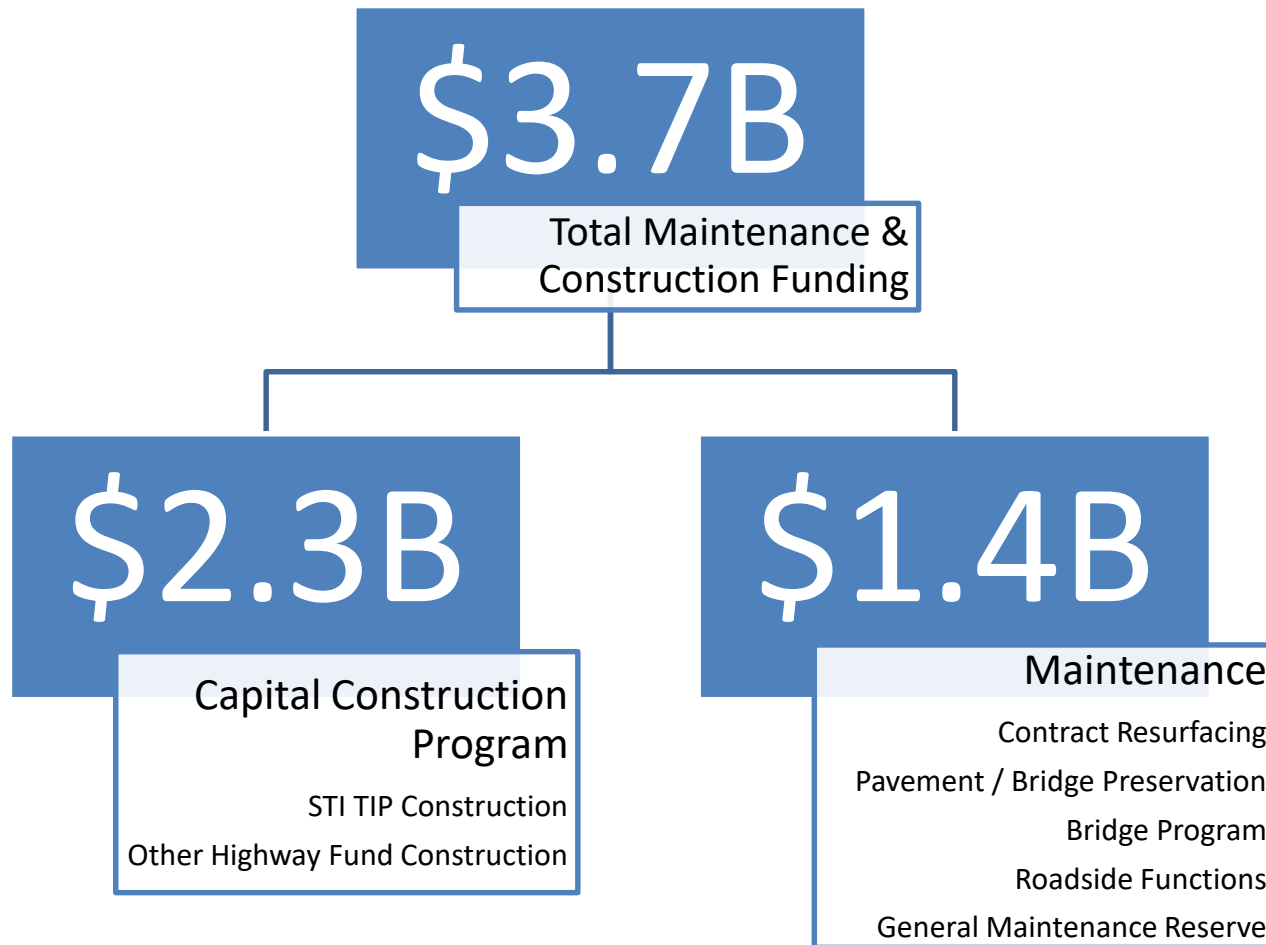 $3.7B
Total Maintenance &
Construction Funding
$2.3B
Capital Construction
Program
STI TIP Construction
Other Highway Fund Construction
$1.4B
Maintenance
Contract Resurfacing
Pavement / Bridge Preservation
Bridge Program
Roadside Functions
General Maintenance Reserve